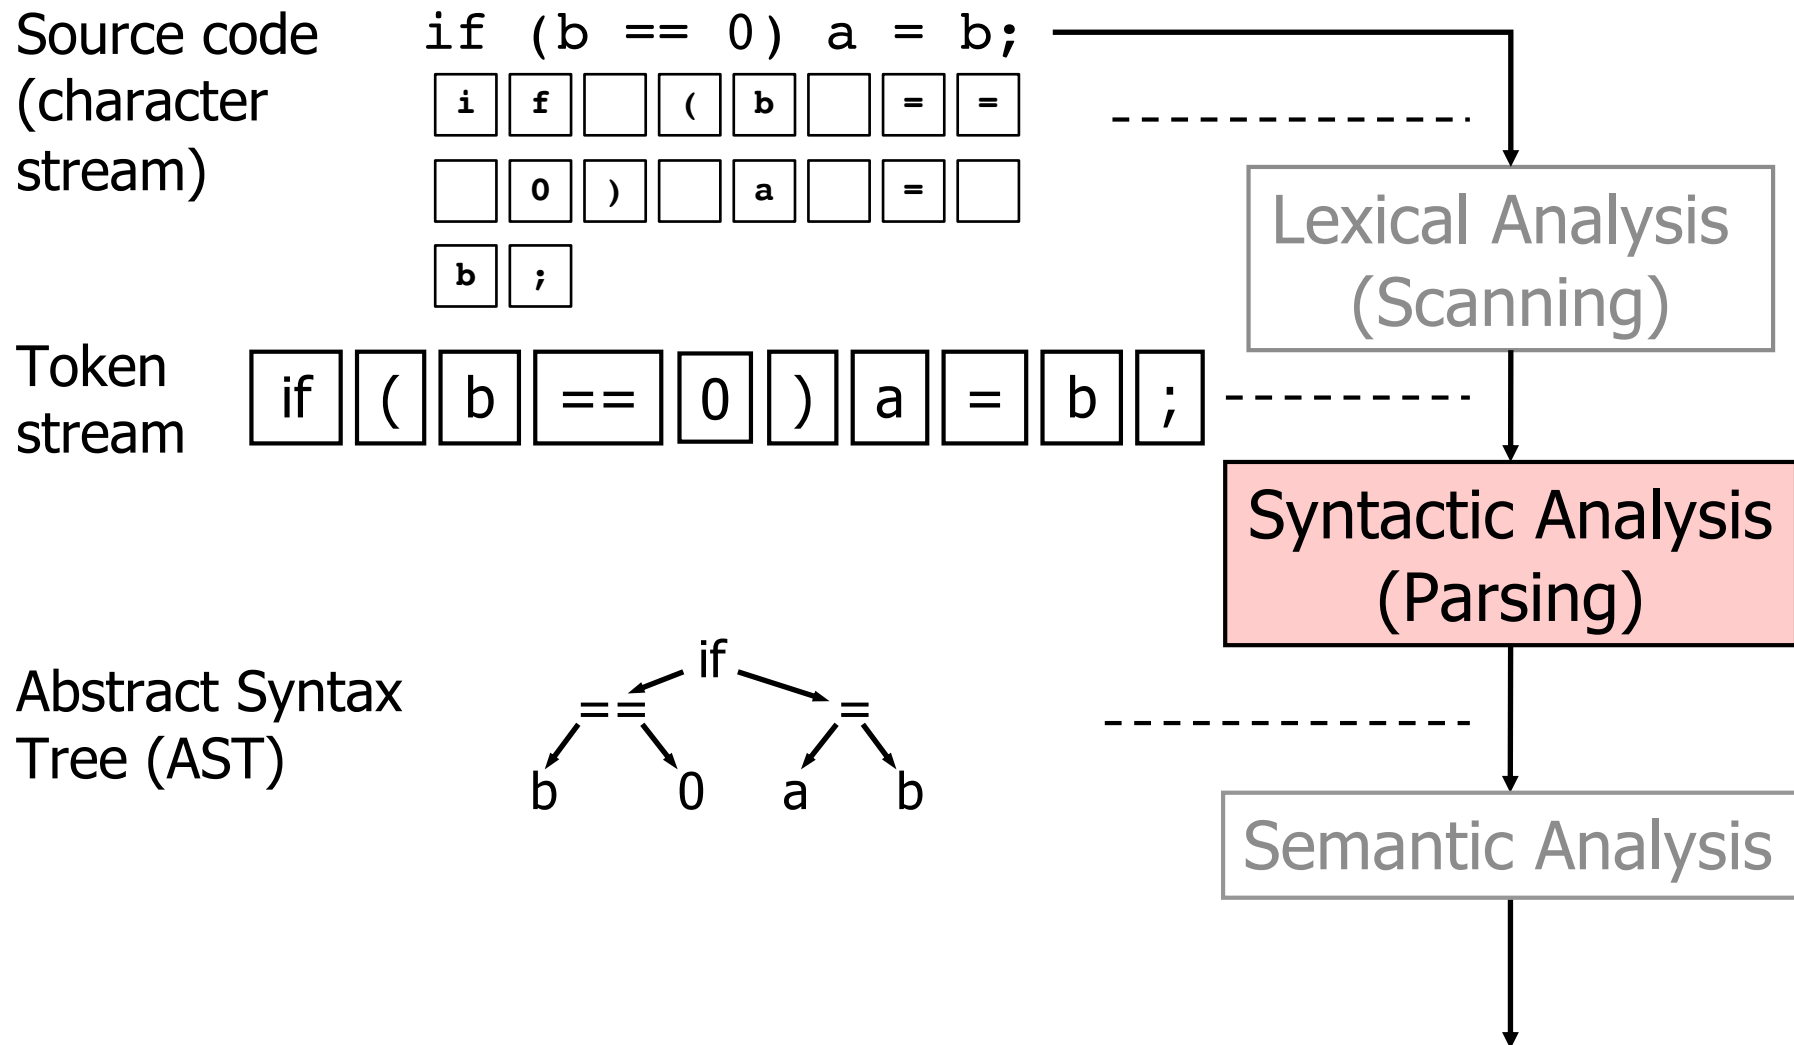 Source code
(character
stream)
if (b == 0) a = b;
i f ( b = =
0 ) a =
b ;
Lexical Analysis
(Scanning)
Token
stream
if ( b == 0 ) a = b ;
Syntactic Analysis
(Parsing)
Abstract Syntax
Tree (AST)
if
== =
b 0 a b
Semantic Analysis